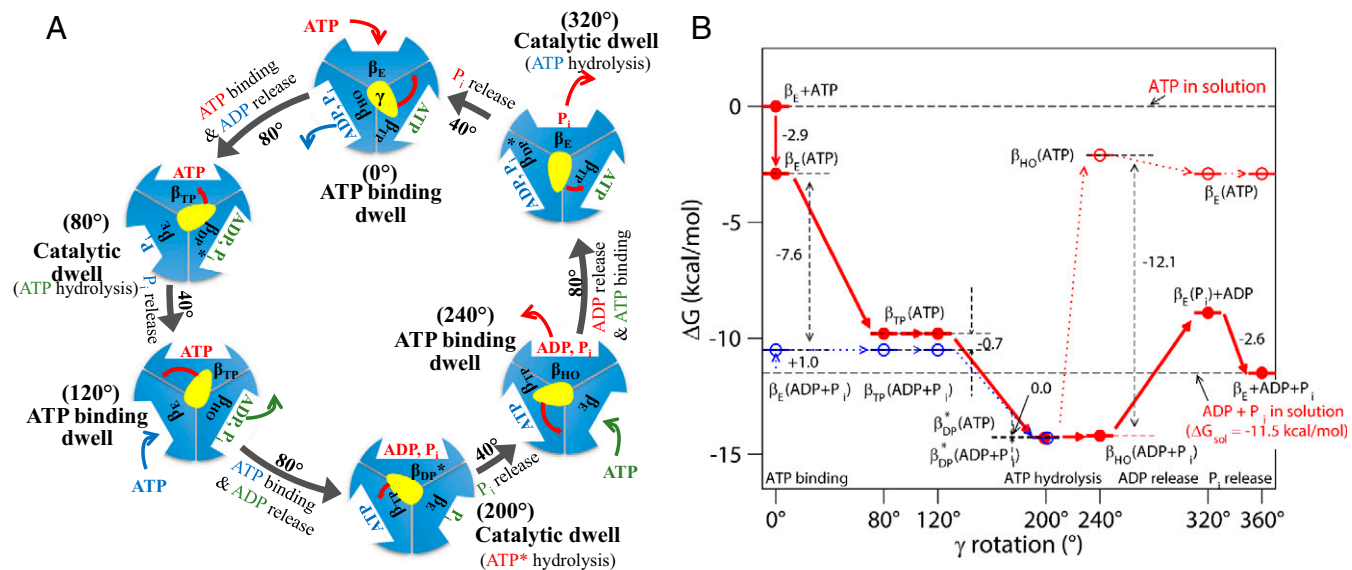 A
ATP
(320°)
Catalytic dwell
(ATP hydrolysis)
ATP binding
& ADP release
80°
βE
γ
βHO
βTP
ADP, Pi
ATP
Pi release
40°
Pi
βE
βDP*
βTP
ADP, Pi
ATP
(0°)
ATP binding
dwell
ATP
βTP
βE
βDP*
Pi
ADP, Pi
(80°)
Catalytic
dwell
(ATP hydrolysis)
Pi release
40°
80°
ADP release
& ATP binding
(240°)
ATP binding
dwell
ADP, Pi
βHO
βTP
βE
ATP
ATP
ATP
βTP
βE
βHO
ADP, Pi
(120°)
ATP binding
dwell
ATP
80°
ATP binding
& ADP release
ADP, Pi
βDP*
βTP
βE
ATP
Pi
40°
Pi release
(200°)
Catalytic dwell
(ATP* hydrolysis)
B
ΔG (kcal/mol)
0
-5
-10
-15
βE+ATP
ATP in solution
-2.9
βE(ATP)
βHO(ATP)
βE(ATP)
-7.6
-12.1
βTP(ATP)
βE(Pi)+ADP
-0.7
-2.6
+1.0
βE(ADP+Pi)
βTP(ADP+Pi)
0.0
βE+ADP+Pi
β*DP(ATP)
β*DP(ADP+Pi)
βHO(ADP+Pi)
ADP + Pi in solution
(ΔGsol = -11.5 kcal/mol)
ATP binding
ATP hydrolysis
ADP release
Pi release
0°
80°
120°
200°
240°
320°
360°
γ rotation (°)